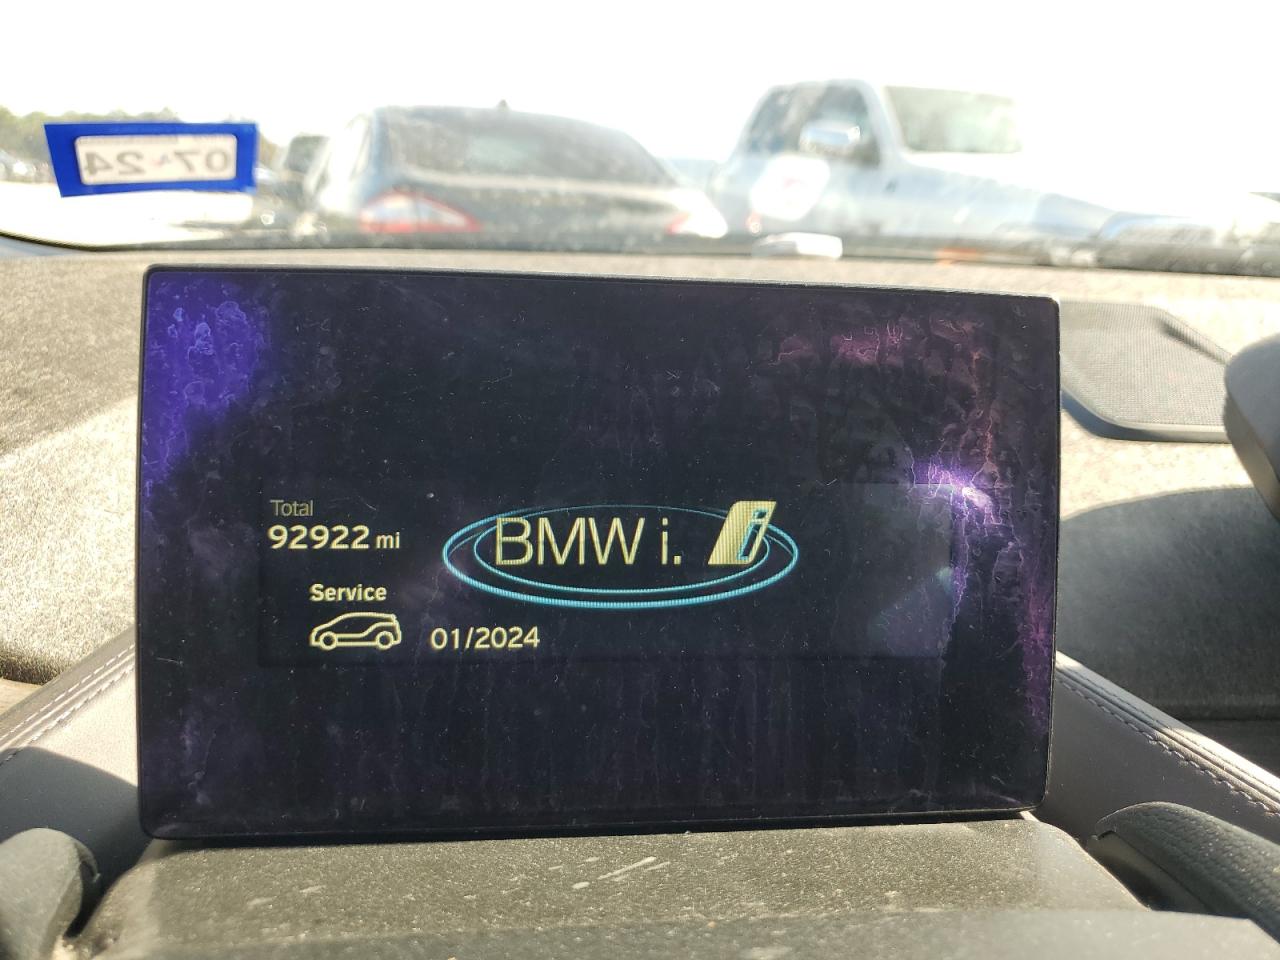 07 24
Total
92922 mi
BMW i. i
Service
01/2024